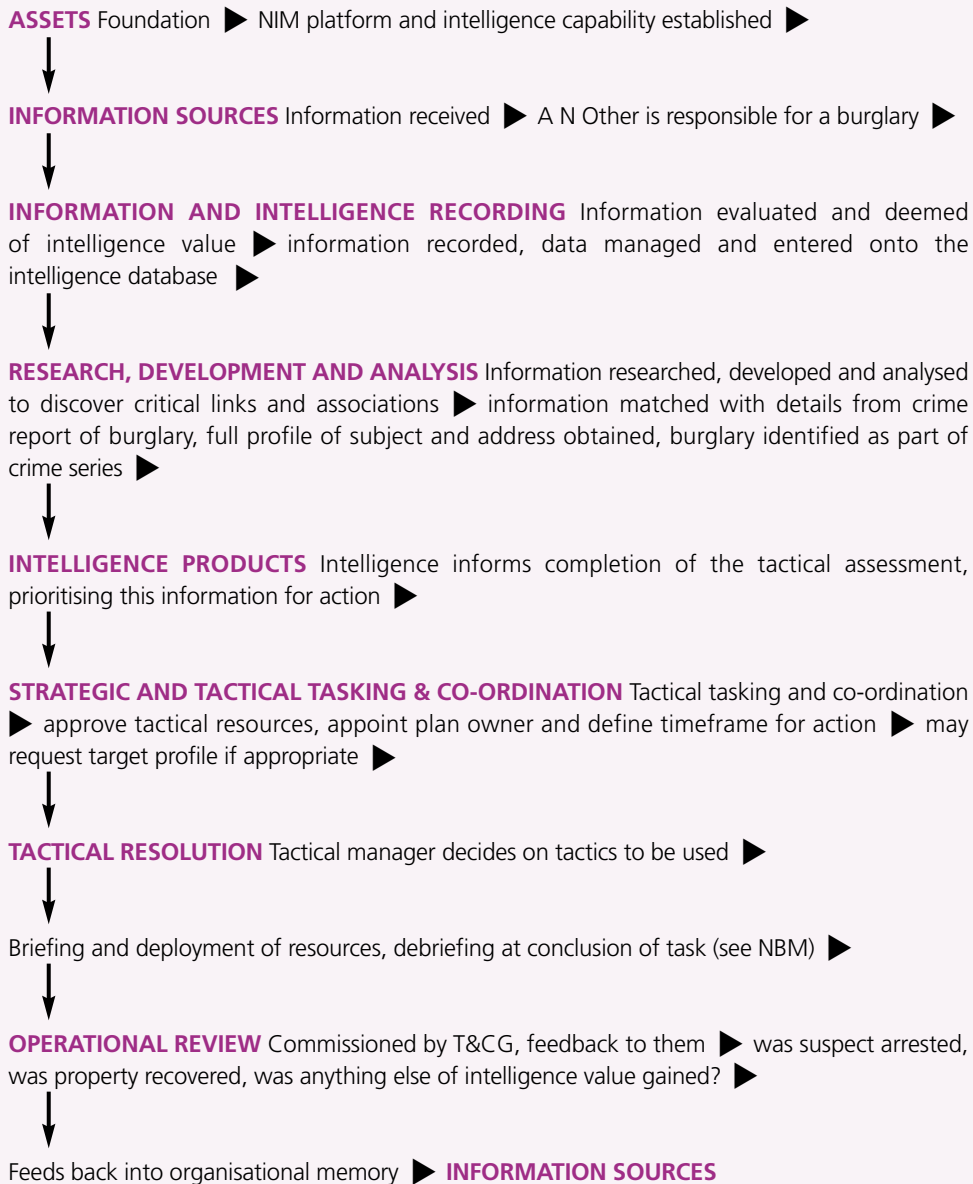 ASSETS Foundation ▶ NIM platform and intelligence capability established ▶
INFORMATION SOURCES Information received ▶ A N Other is responsible for a burglary ▶
INFORMATION AND INTELLIGENCE RECORDING Information evaluated and deemed
of intelligence value ▶ information recorded, data managed and entered onto the
intelligence database ▶
RESEARCH, DEVELOPMENT AND ANALYSIS Information researched, developed and analysed
to discover critical links and associations ▶ information matched with details from crime
report of burglary, full profile of subject and address obtained, burglary identified as part of
crime series ▶
INTELLIGENCE PRODUCTS Intelligence informs completion of the tactical assessment,
prioritising this information for action ▶
STRATEGIC AND TACTICAL TASKING & CO-ORDINATION Tactical tasking and co-ordination
▶ approve tactical resources, appoint plan owner and define timeframe for action ▶ may
request target profile if appropriate ▶
TACTICAL RESOLUTION Tactical manager decides on tactics to be used ▶
Briefing and deployment of resources, debriefing at conclusion of task (see NBM) ▶
OPERATIONAL REVIEW Commissioned by T&CG, feedback to them ▶ was suspect arrested,
was property recovered, was anything else of intelligence value gained? ▶
Feeds back into organisational memory ▶ INFORMATION SOURCES